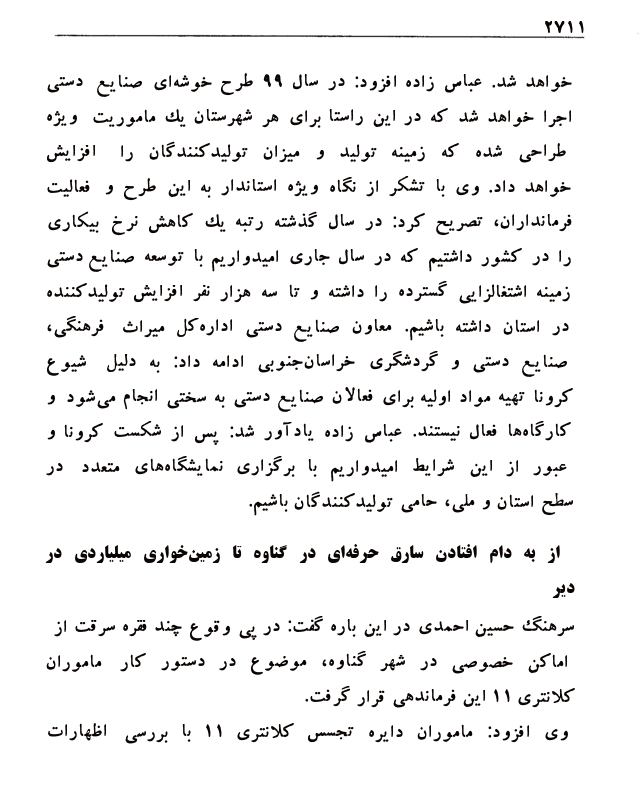 ۲۷۱۱
خواهد شد. عباس زاده افزود: در سال ۹۹ طرح خوشه‌ای صنایع دستی
اجرا خواهد شد که در این راستا برای هر شهرستان یك ماموریت ویژه
طراحی شده که زمینه تولید و میزان تولیدکنندگان را افزایش
خواهد داد. وی با تشکر از نگاه ویژه استاندار به این طرح و فعالیت
فرمانداران، تصریح کرد: در سال گذشته رتبه یك کاهش نرخ بیکاری
را در کشور داشتیم که در سال جاری امیدواریم با توسعه صنایع دستی
زمینه اشتغالزایی گسترده را داشته و تا سه هزار نفر افزایش تولیدکننده
در استان داشته باشیم. معاون صنایع دستی اداره‌کل میراث فرهنگی،
صنایع دستی و گردشگری خراسان‌جنوبی ادامه داد: به دلیل شیوع
کرونا تهیه مواد اولیه برای فعالان صنایع دستی به سختی انجام می‌شود و
کارگاه‌ها فعال نیستند. عباس زاده یادآور شد: پس از شکست کرونا و
عبور از این شرایط امیدواریم با برگزاری نمایشگاه‌های متعدد در
سطح استان و ملی، حامی تولیدکنندگان باشیم.
از به دام افتادن سارق حرفه‌ای در گناوه تا زمین‌خواری میلیاردی در
دیر
سرهنگ حسین احمدی در این باره گفت: در پی وقوع چند فقره سرقت از
اماکن خصوصی در شهر گناوه، موضوع در دستور کار ماموران
کلانتری ۱۱ این فرماندهی قرار گرفت.
وی افزود: ماموران دایره تجسس کلانتری ۱۱ با بررسی اظهارات